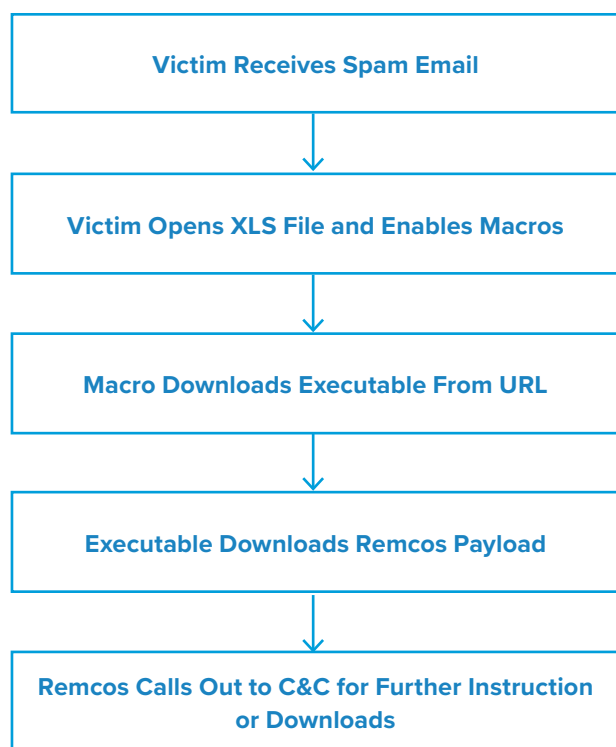 Victim Receives Spam Email
Victim Opens XLS File and Enables Macros
Macro Downloads Executable From URL
Executable Downloads Remcos Payload
Remcos Calls Out to C&C for Further Instruction
or Downloads